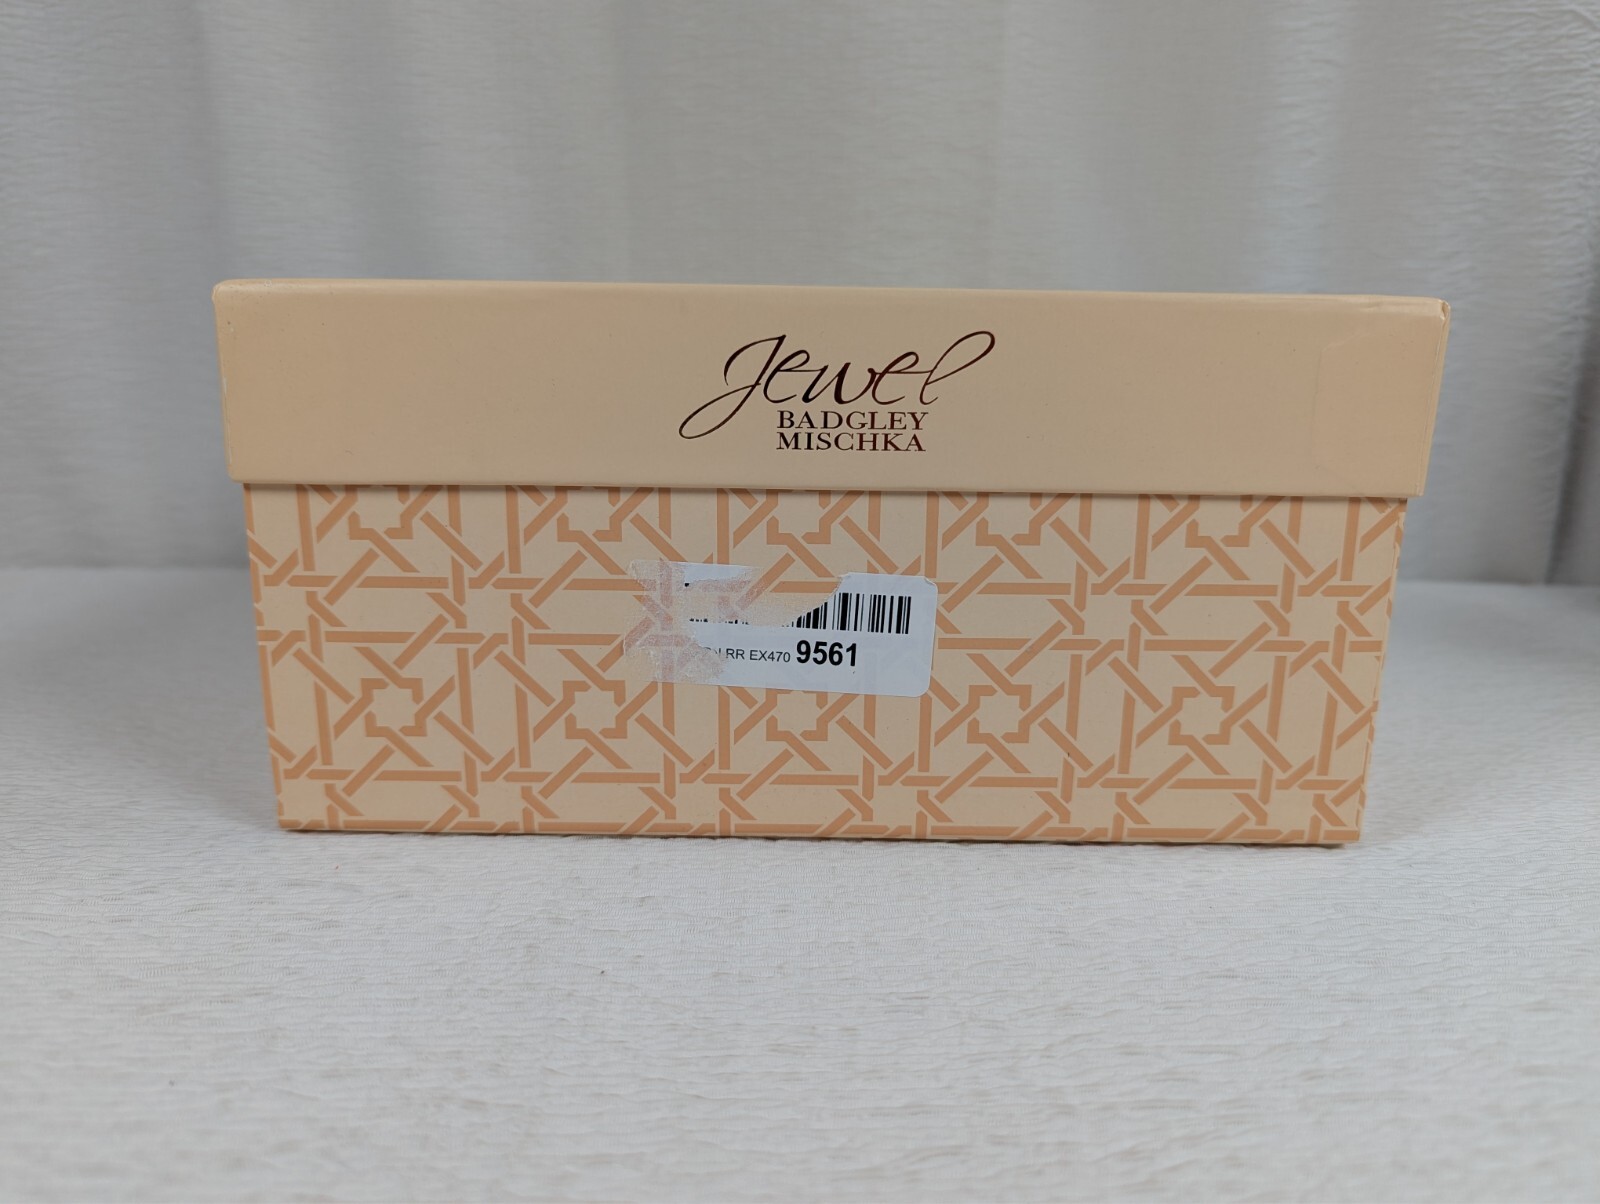 Jewel
BADGLEY
MISCHKA
RR EX470 9561